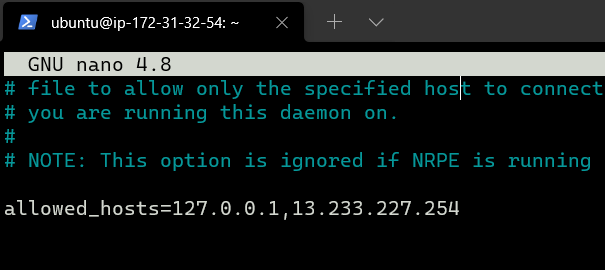 ubuntu@ip-172-31-32-54: ~
GNU nano 4.8
# file to allow only the specified host to connect
# you are running this daemon on.
#
# NOTE: This option is ignored if NRPE is running
allowed_hosts=127.0.0.1,13.233.227.254